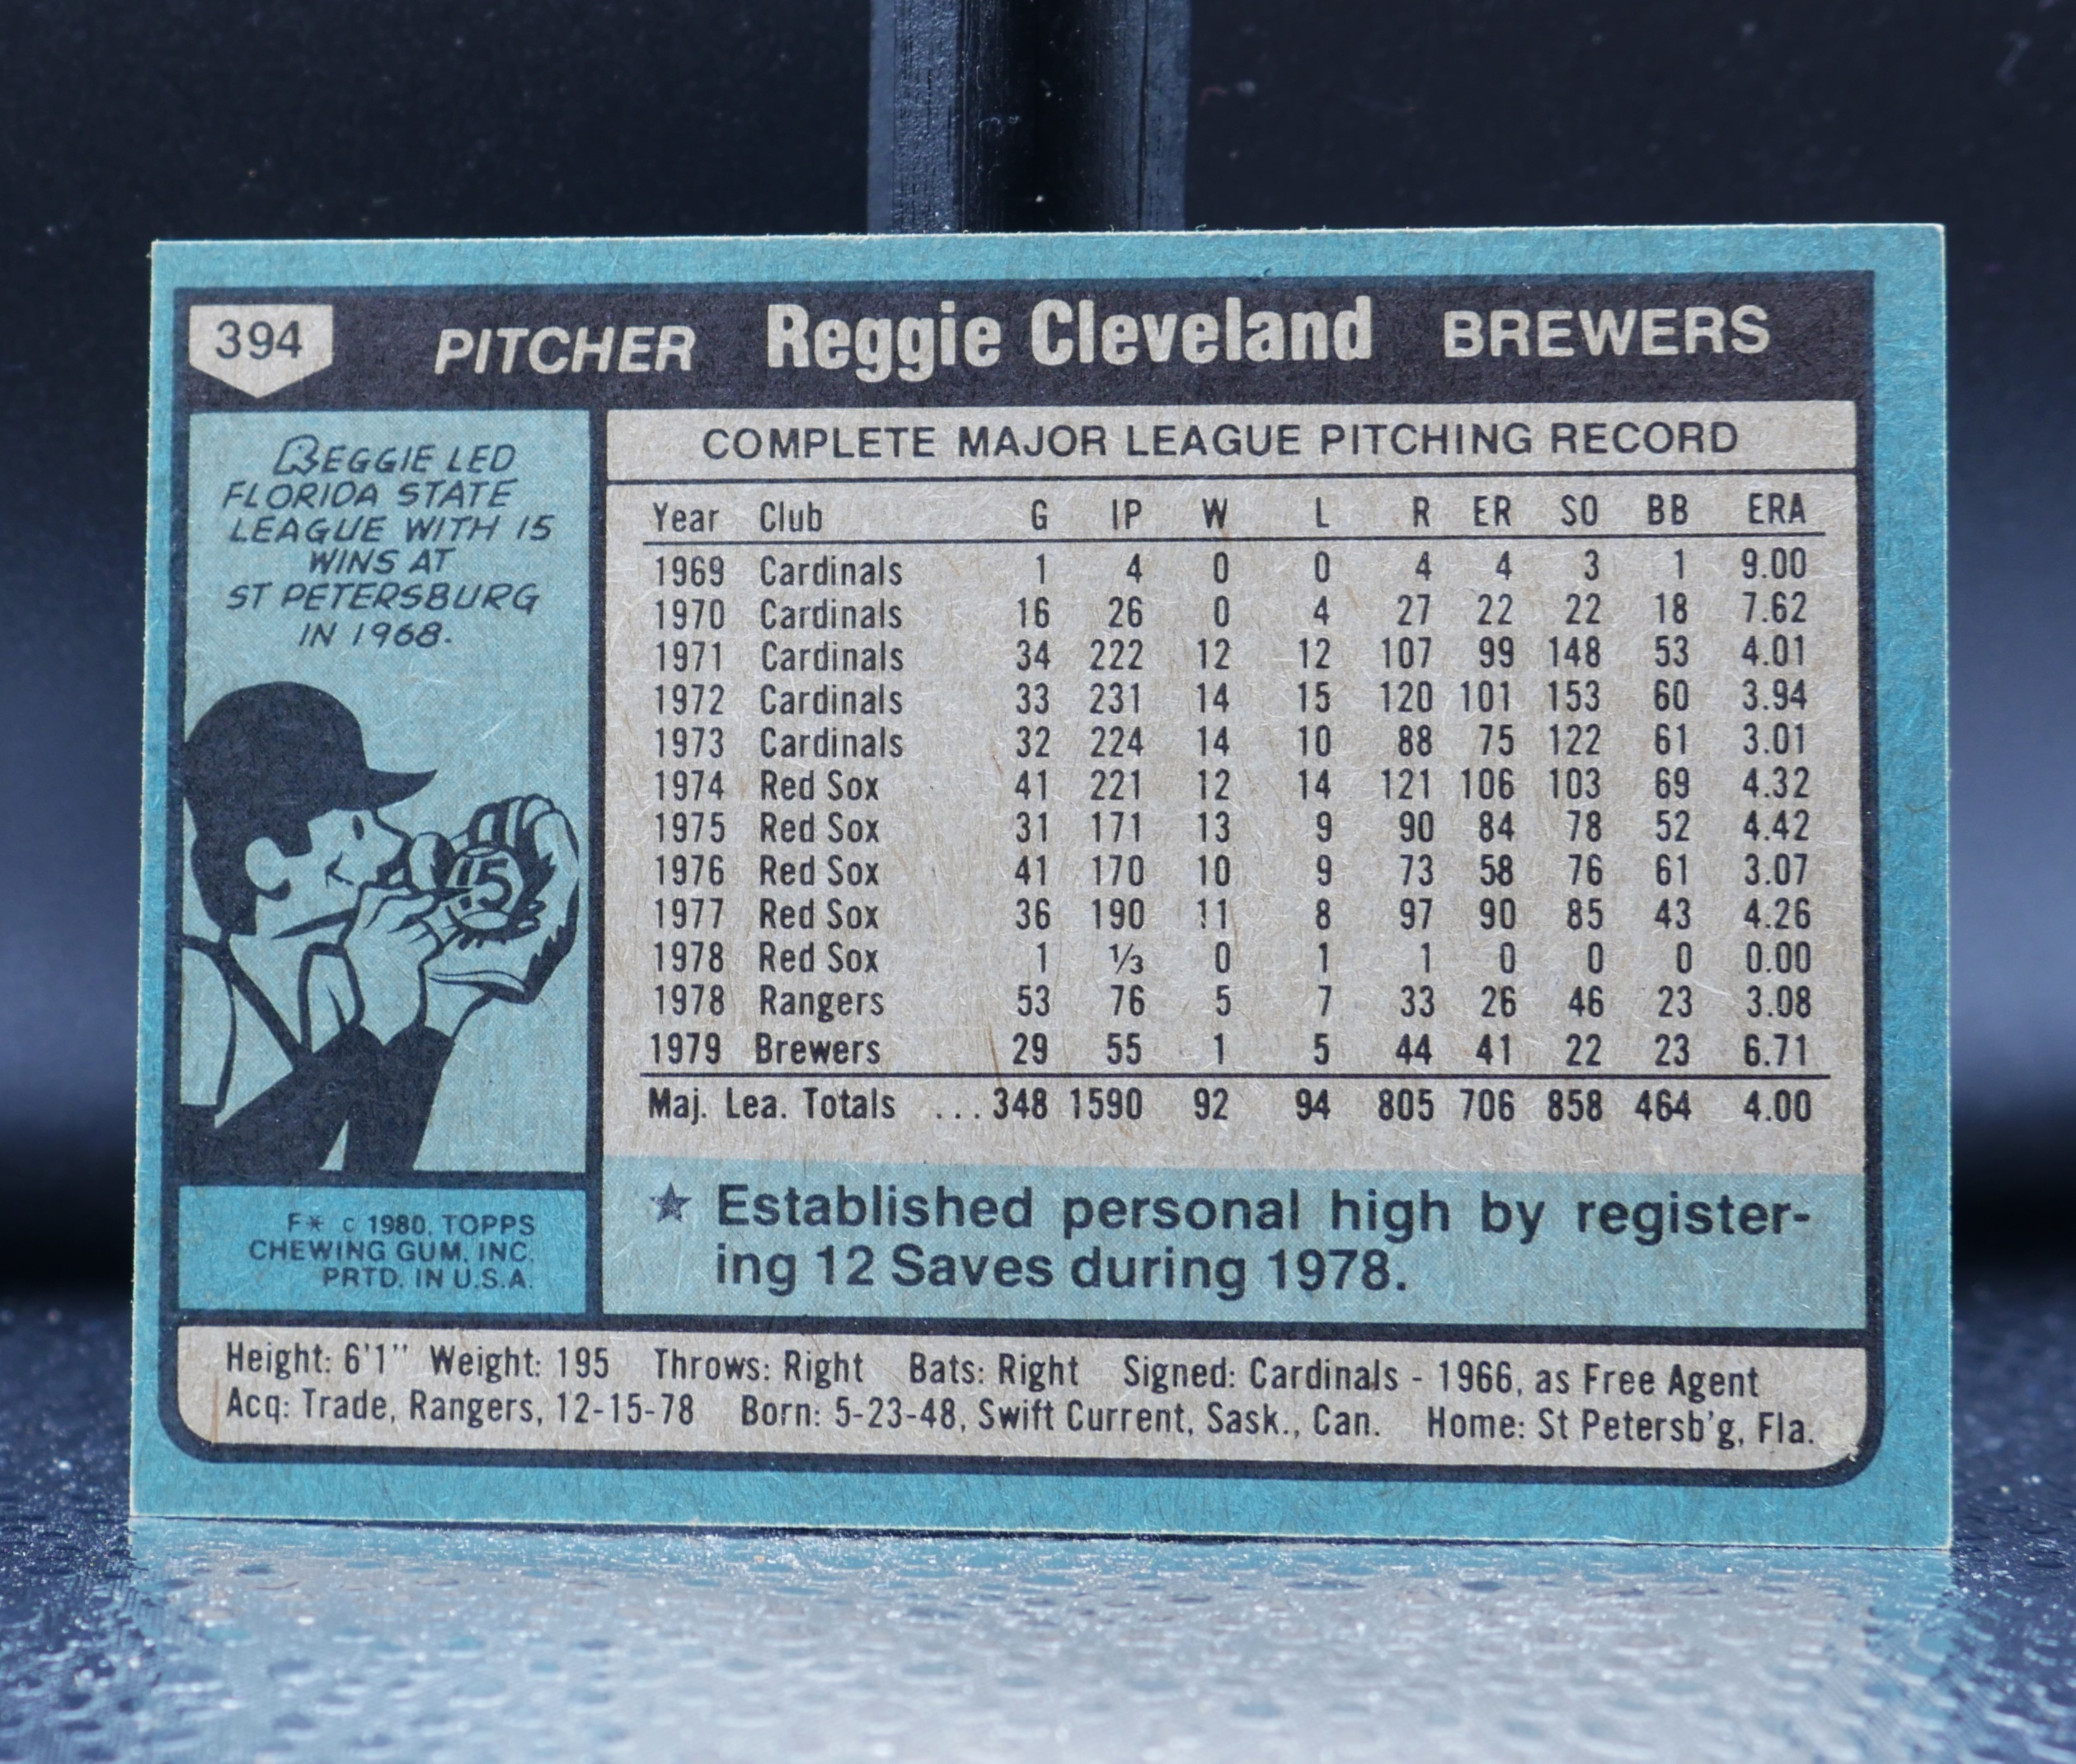 394 PITCHER Reggie Cleveland BREWERS
REGGIE LED
FLORIDA STATE
LEAGUE WITH 15
WINS AT
ST PETERSBURG
IN 1968.
15
F* c 1980. TOPPS
CHEWING GUM. INC.
PRTD. IN U.S.A.
COMPLETE MAJOR LEAGUE PITCHING RECORD
Year Club G IP W L R ER SO BB ERA
1969 Cardinals 1 4 0 0 4 4 3 1 9.00
1970 Cardinals 16 26 0 4 27 22 22 18 7.62
1971 Cardinals 34 222 12 12 107 99 148 53 4.01
1972 Cardinals 33 231 14 15 120 101 153 60 3.94
1973 Cardinals 32 224 14 10 88 75 122 61 3.01
1974 Red Sox 41 221 12 14 121 106 103 69 4.32
1975 Red Sox 31 171 13 9 90 84 78 52 4.42
1976 Red Sox 41 170 10 9 73 58 76 61 3.07
1977 Red Sox 36 190 11 8 97 90 85 43 4.26
1978 Red Sox 1 ⅓ 0 1 1 0 0 0 0.00
1978 Rangers 53 76 5 7 33 26 46 23 3.08
1979 Brewers 29 55 1 5 44 41 22 23 6.71
Maj. Lea. Totals ... 348 1590 92 94 805 706 858 464 4.00
★ Established personal high by register-
ing 12 Saves during 1978.
Height: 6'1'' Weight: 195 Throws: Right Bats: Right Signed: Cardinals - 1966, as Free Agent
Acq: Trade, Rangers, 12-15-78 Born: 5-23-48, Swift Current, Sask., Can. Home: St Petersb'g, Fla.